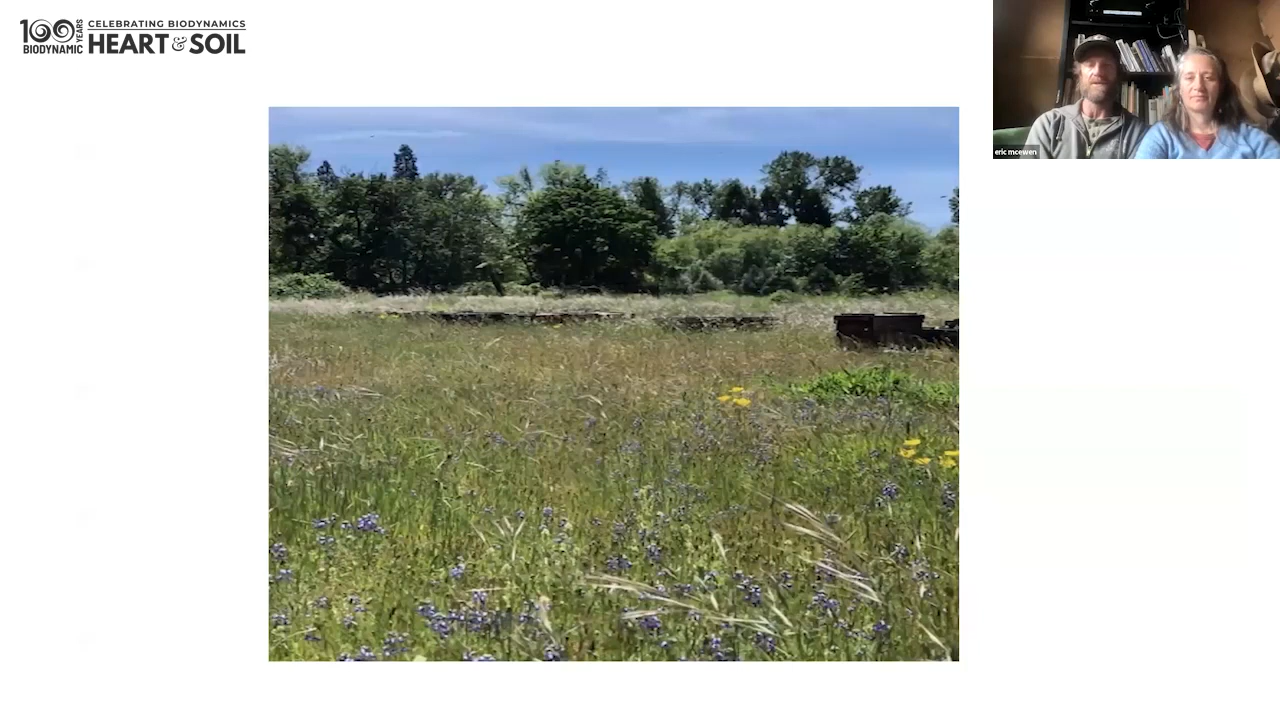 100 YEARS BIODYNAMIC
CELEBRATING BIODYNAMICS
HEART & SOIL
eric mcewen